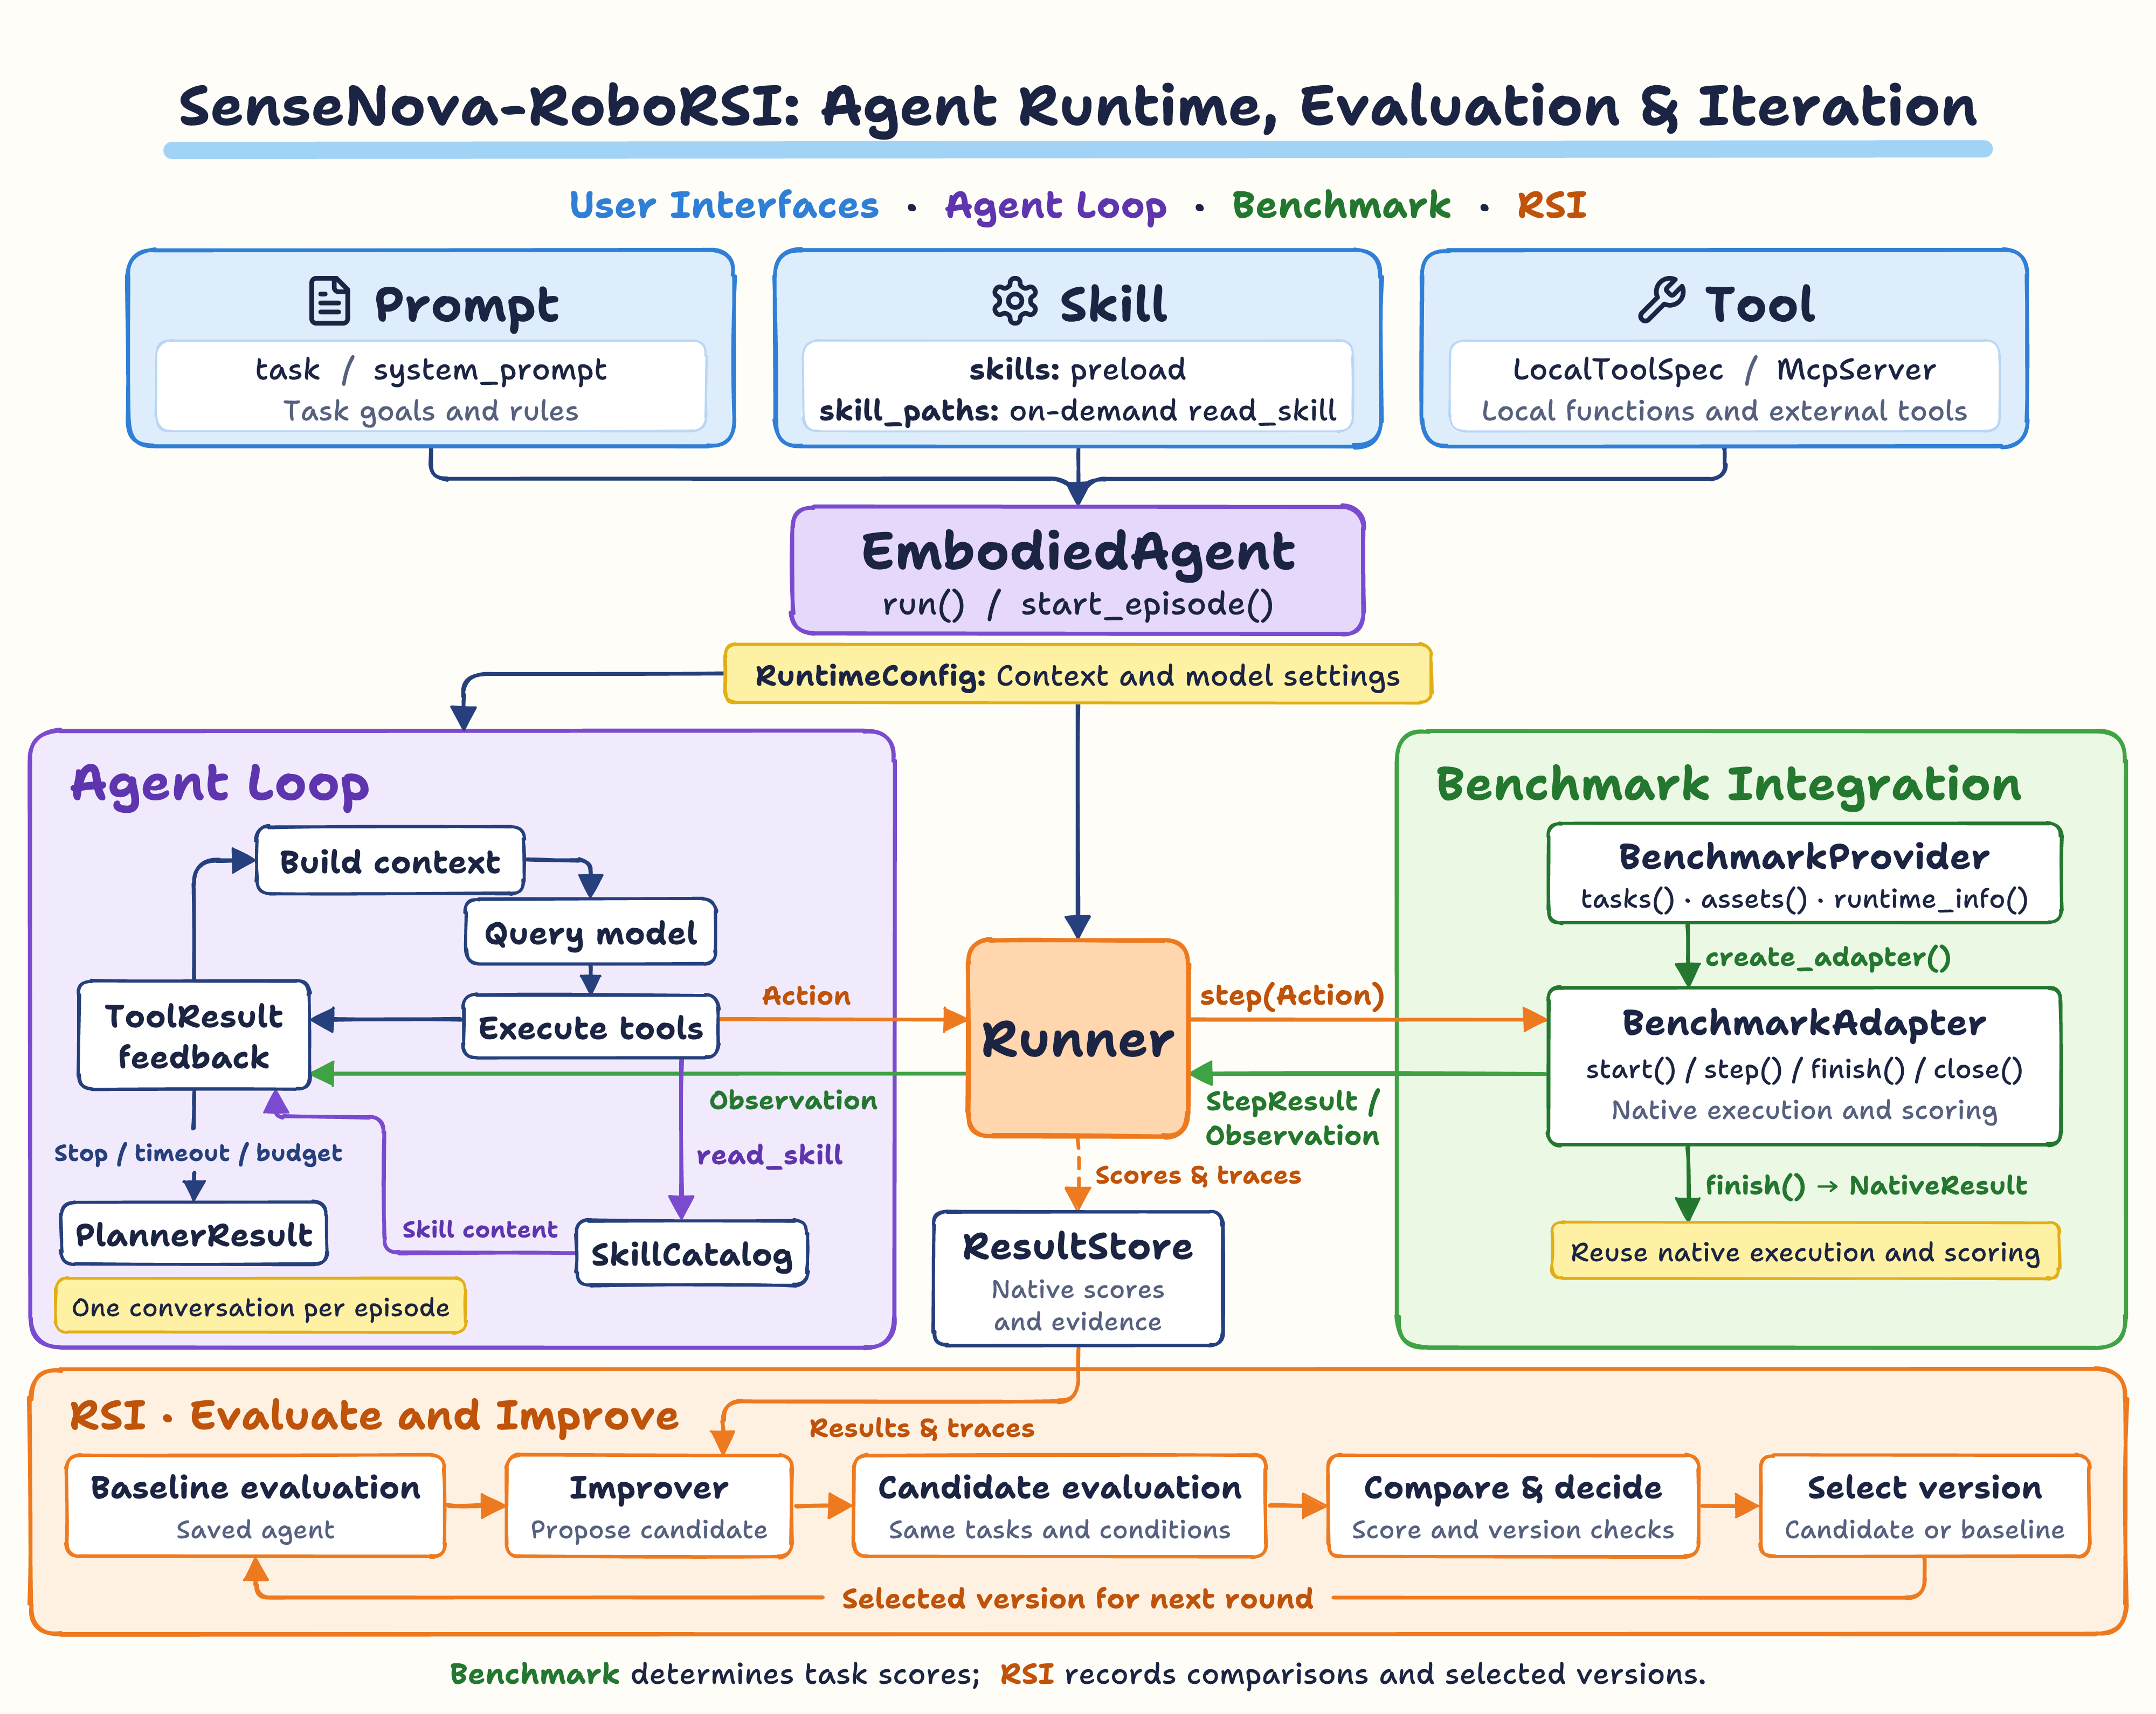 SenseNova-RoboRSI: Agent Runtime, Evaluation & Iteration
User Interfaces · Agent Loop · Benchmark · RSI
Prompt
task / system_prompt
Task goals and rules
Skill
skills: preload
skill_paths: on-demand read_skill
Tool
LocalToolSpec / McpServer
Local functions and external tools
EmbodiedAgent
run() / start_episode()
RuntimeConfig: Context and model settings
Agent Loop
Build context
Query model
Execute tools
ToolResult
feedback
Stop / timeout / budget
PlannerResult
One conversation per episode
read_skill
Skill content
SkillCatalog
Action
Observation
Runner
step(Action)
StepResult /
Observation
Scores & traces
ResultStore
Native scores
and evidence
Benchmark Integration
BenchmarkProvider
tasks() · assets() · runtime_info()
create_adapter()
BenchmarkAdapter
start() / step() / finish() / close()
Native execution and scoring
finish() → NativeResult
Reuse native execution and scoring
RSI · Evaluate and Improve
Results & traces
Baseline evaluation
Saved agent
Improver
Propose candidate
Candidate evaluation
Same tasks and conditions
Compare & decide
Score and version checks
Select version
Candidate or baseline
Selected version for next round
Benchmark determines task scores; RSI records comparisons and selected versions.